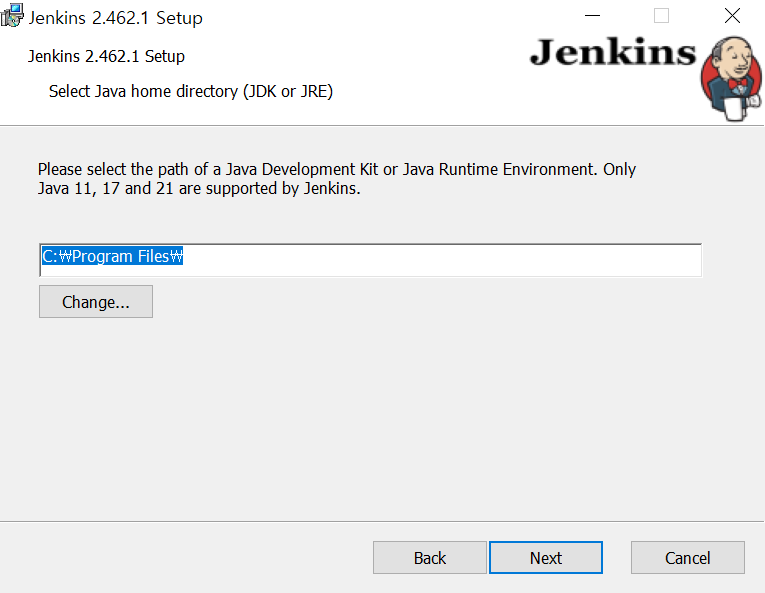 Jenkins 2.462.1 Setup
Jenkins 2.462.1 Setup
Jenkins
Select Java home directory (JDK or JRE)
Please select the path of a Java Development Kit or Java Runtime Environment. Only
Java 11, 17 and 21 are supported by Jenkins.
C:₩Program Files₩
Change...
Back
Next
Cancel